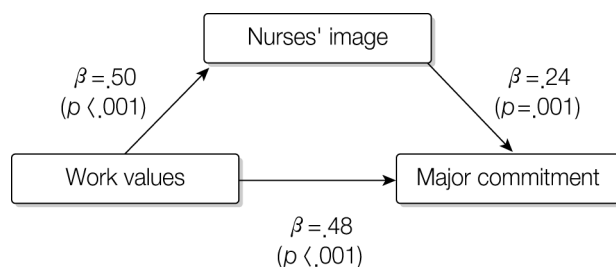 Nurses' image
β=.50
(p<.001)
β=.24
(p=.001)
Work values
Major commitment
β=.48
(p<.001)